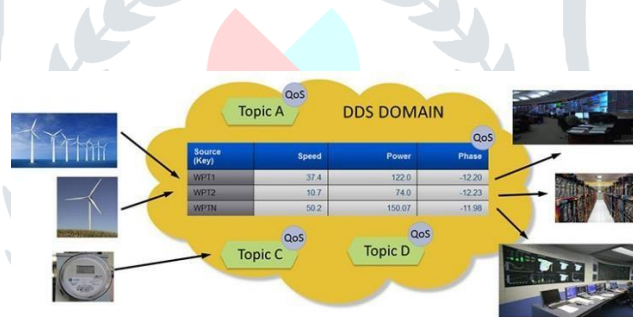 QoS
Topic A
DDS DOMAIN
QoS
Source (Key) Speed Power Phase
WPT1 37.4 122.0 -12.20
WPT2 10.7 74.0 -12.23
WPTN 50.2 150.07 -11.98
QoS
Topic C
QoS
Topic D